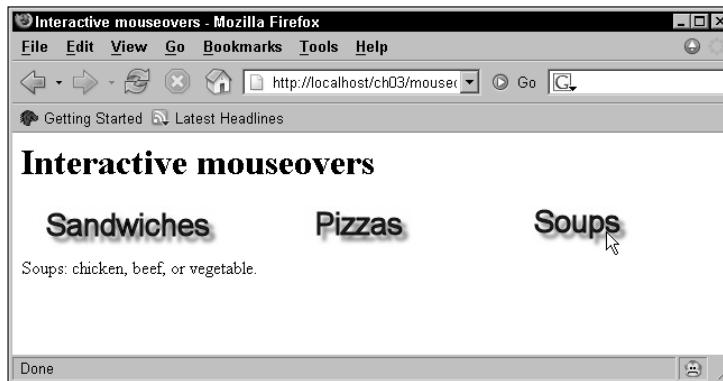 Interactive mouseovers - Mozilla Firefox
File Edit View Go Bookmarks Tools Help
http://localhost/ch03/mouse Go G
Getting Started Latest Headlines
Interactive mouseovers
Sandwiches Pizzas Soups
Soups: chicken, beef, or vegetable.
Done